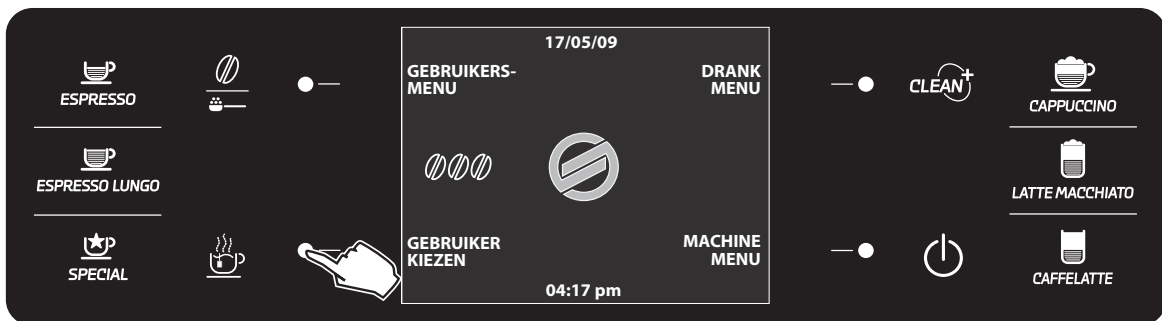 17/05/09
ESPRESSO
ESPRESSO LUNGO
SPECIAL
GEBRUIKERS-
MENU
DRANK
MENU
GEBRUIKER
KIEZEN
MACHINE
MENU
04:17 pm
CLEAN+
CAPPUCCINO
LATTE MACCHIATO
CAFFELATTE